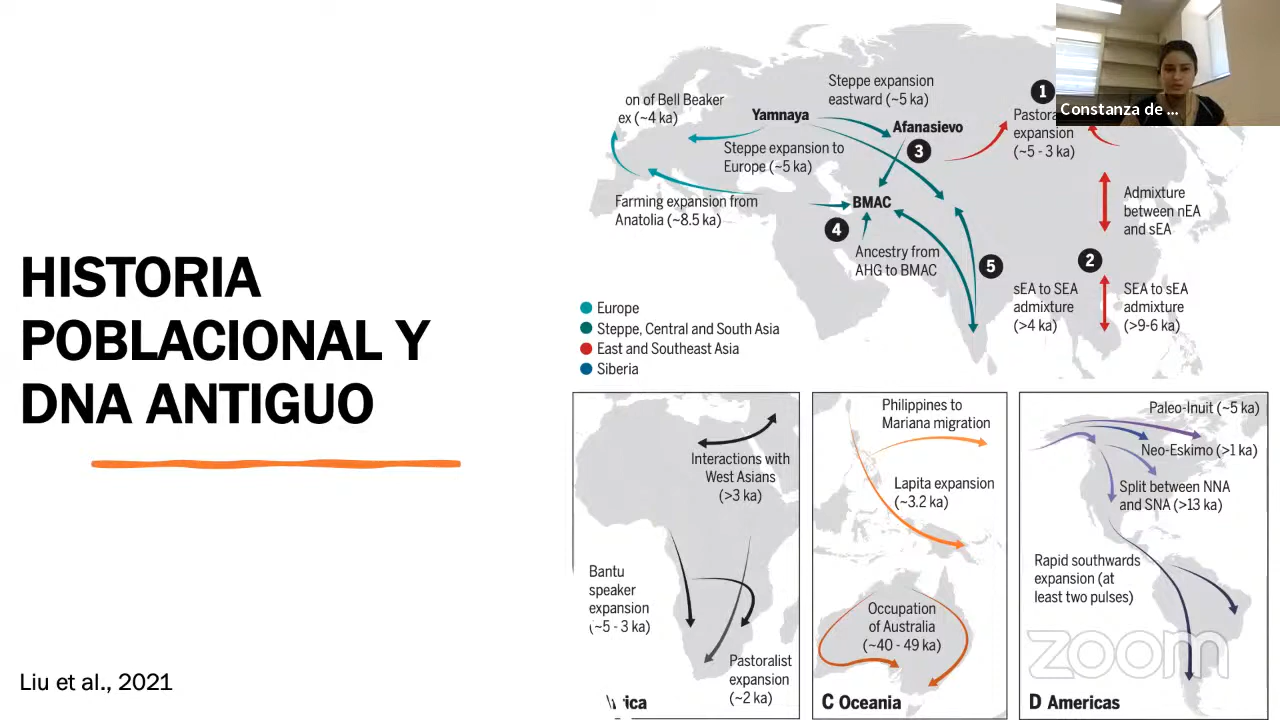 HISTORIA
POBLACIONAL Y
DNA ANTIGUO
Liu et al., 2021
on of Bell Beaker
ex (~4 ka)
Yamnaya
Steppe expansion
eastward (~5 ka)
Afanasievo
3
Steppe expansion to
Europe (~5 ka)
Farming expansion from
Anatolia (~8.5 ka)
BMAC
4
Ancestry from
AHG to BMAC
5
1
Pastora
expansion
(~5 - 3 ka)
Constanza de ...
Admixture
between nEA
and sEA
2
sEA to SEA
admixture
(>4 ka)
SEA to sEA
admixture
(>9-6 ka)
Europe
Steppe, Central and South Asia
East and Southeast Asia
Siberia
Interactions with
West Asians
(>3 ka)
Bantu
speaker
expansion
(~5 - 3 ka)
Pastoralist
expansion
(~2 ka)
rica
Philippines to
Mariana migration
Lapita expansion
(~3.2 ka)
Occupation
of Australia
(~40 - 49 ka)
C Oceania
Paleo-Inuit (~5 ka)
Neo-Eskimo (>1 ka)
Split between NNA
and SNA (>13 ka)
Rapid southwards
expansion (at
least two pulses)
zoom
D Americas